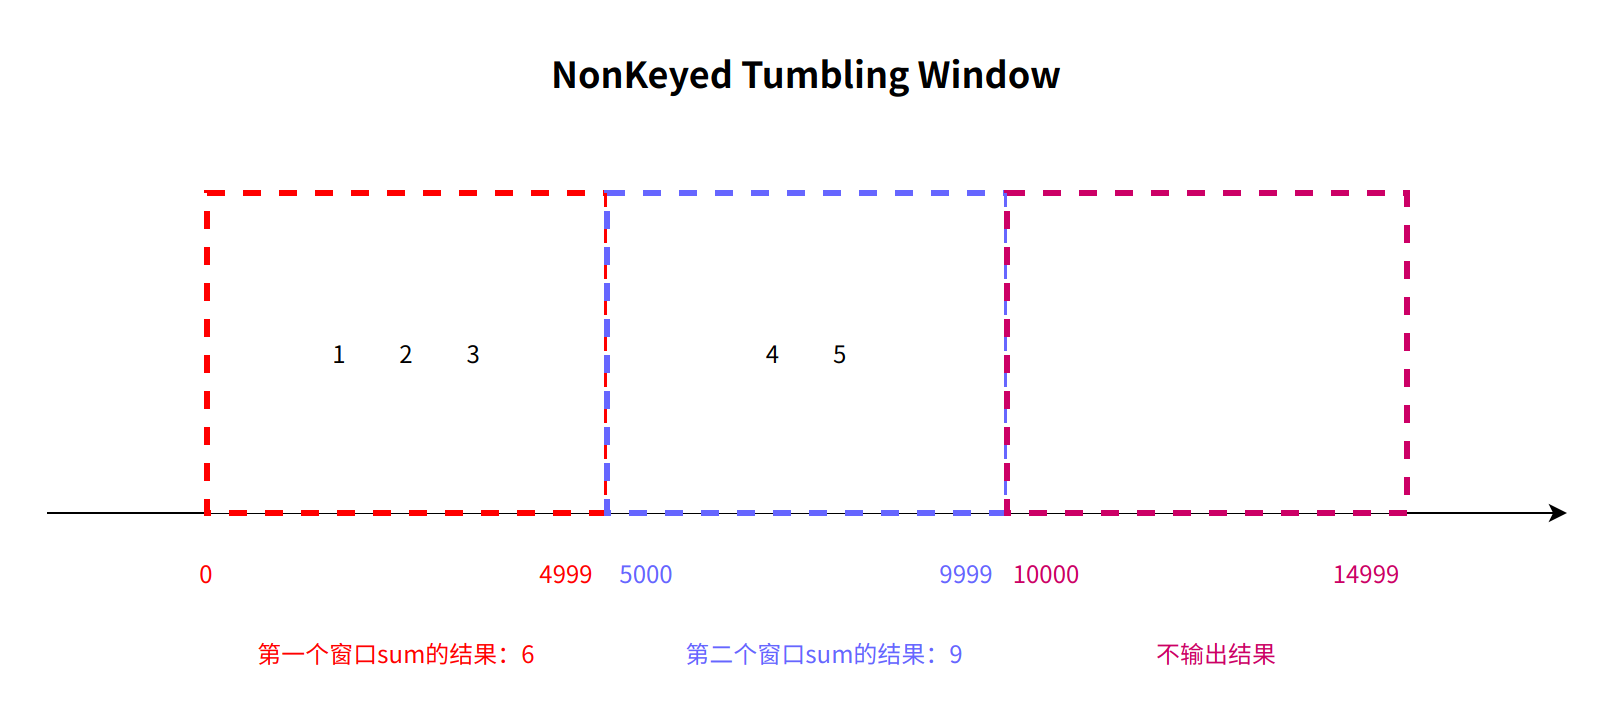 NonKeyed Tumbling Window
1 2 3 4 5
0 4999 5000 9999 10000 14999
第一个窗口sum的结果：6 第二个窗口sum的结果：9 不输出结果